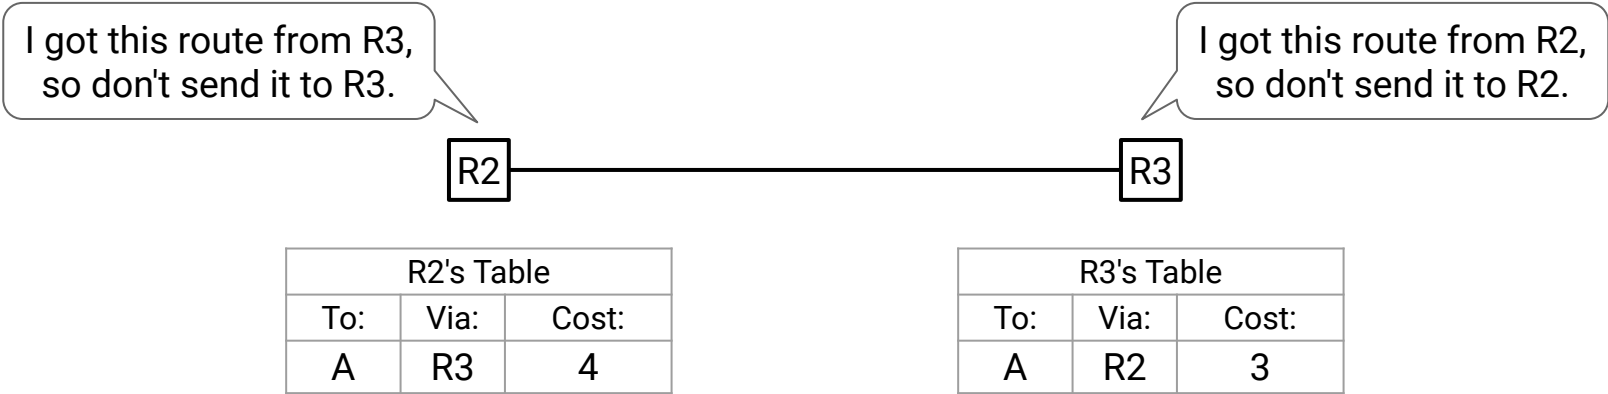 I got this route from R3,
so don't send it to R3.
I got this route from R2,
so don't send it to R2.
R2
R3
R2's Table
To: Via: Cost:
A R3 4
R3's Table
To: Via: Cost:
A R2 3